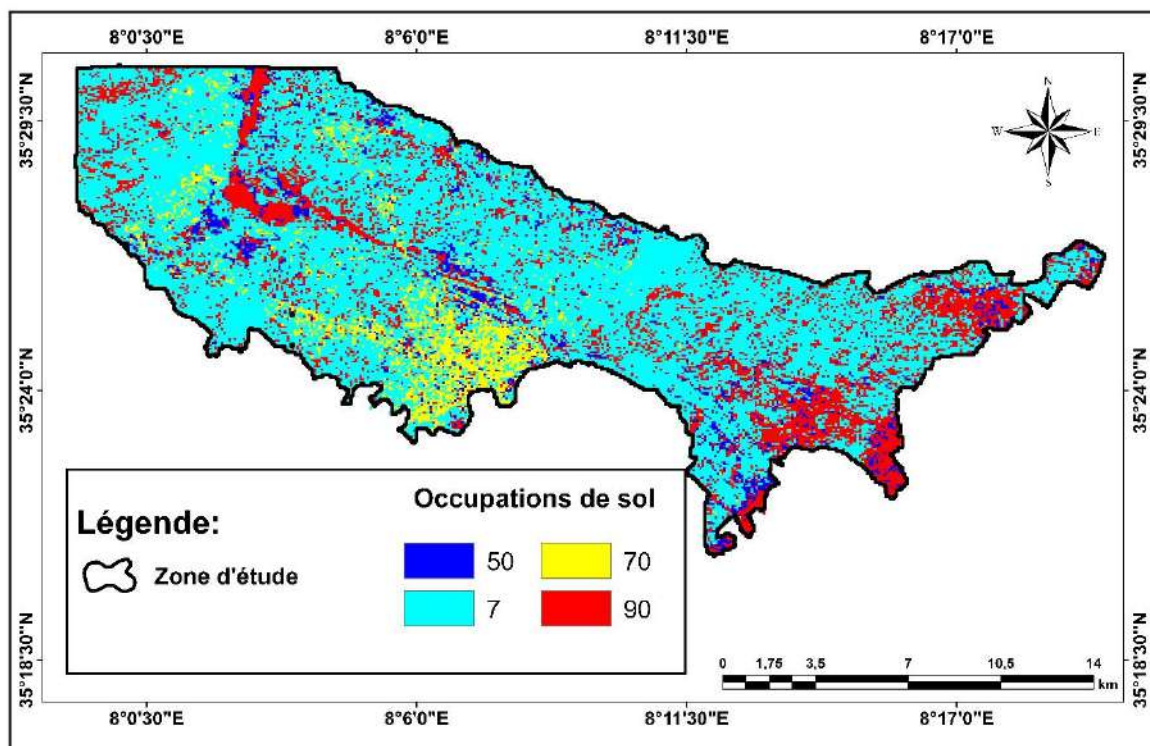 8°0'30"E 8°6'0"E 8°11'30"E 8°17'0"E
35°29'30"N
35°29'30"N
N
W E
S
35°24'0"N
35°24'0"N
Occupations de sol
Légende:
50 70
Zone d'étude
7 90
35°18'30"N
35°18'30"N
0 1,75 3,5 7 10,5 14
km
8°0'30"E 8°6'0"E 8°11'30"E 8°17'0"E